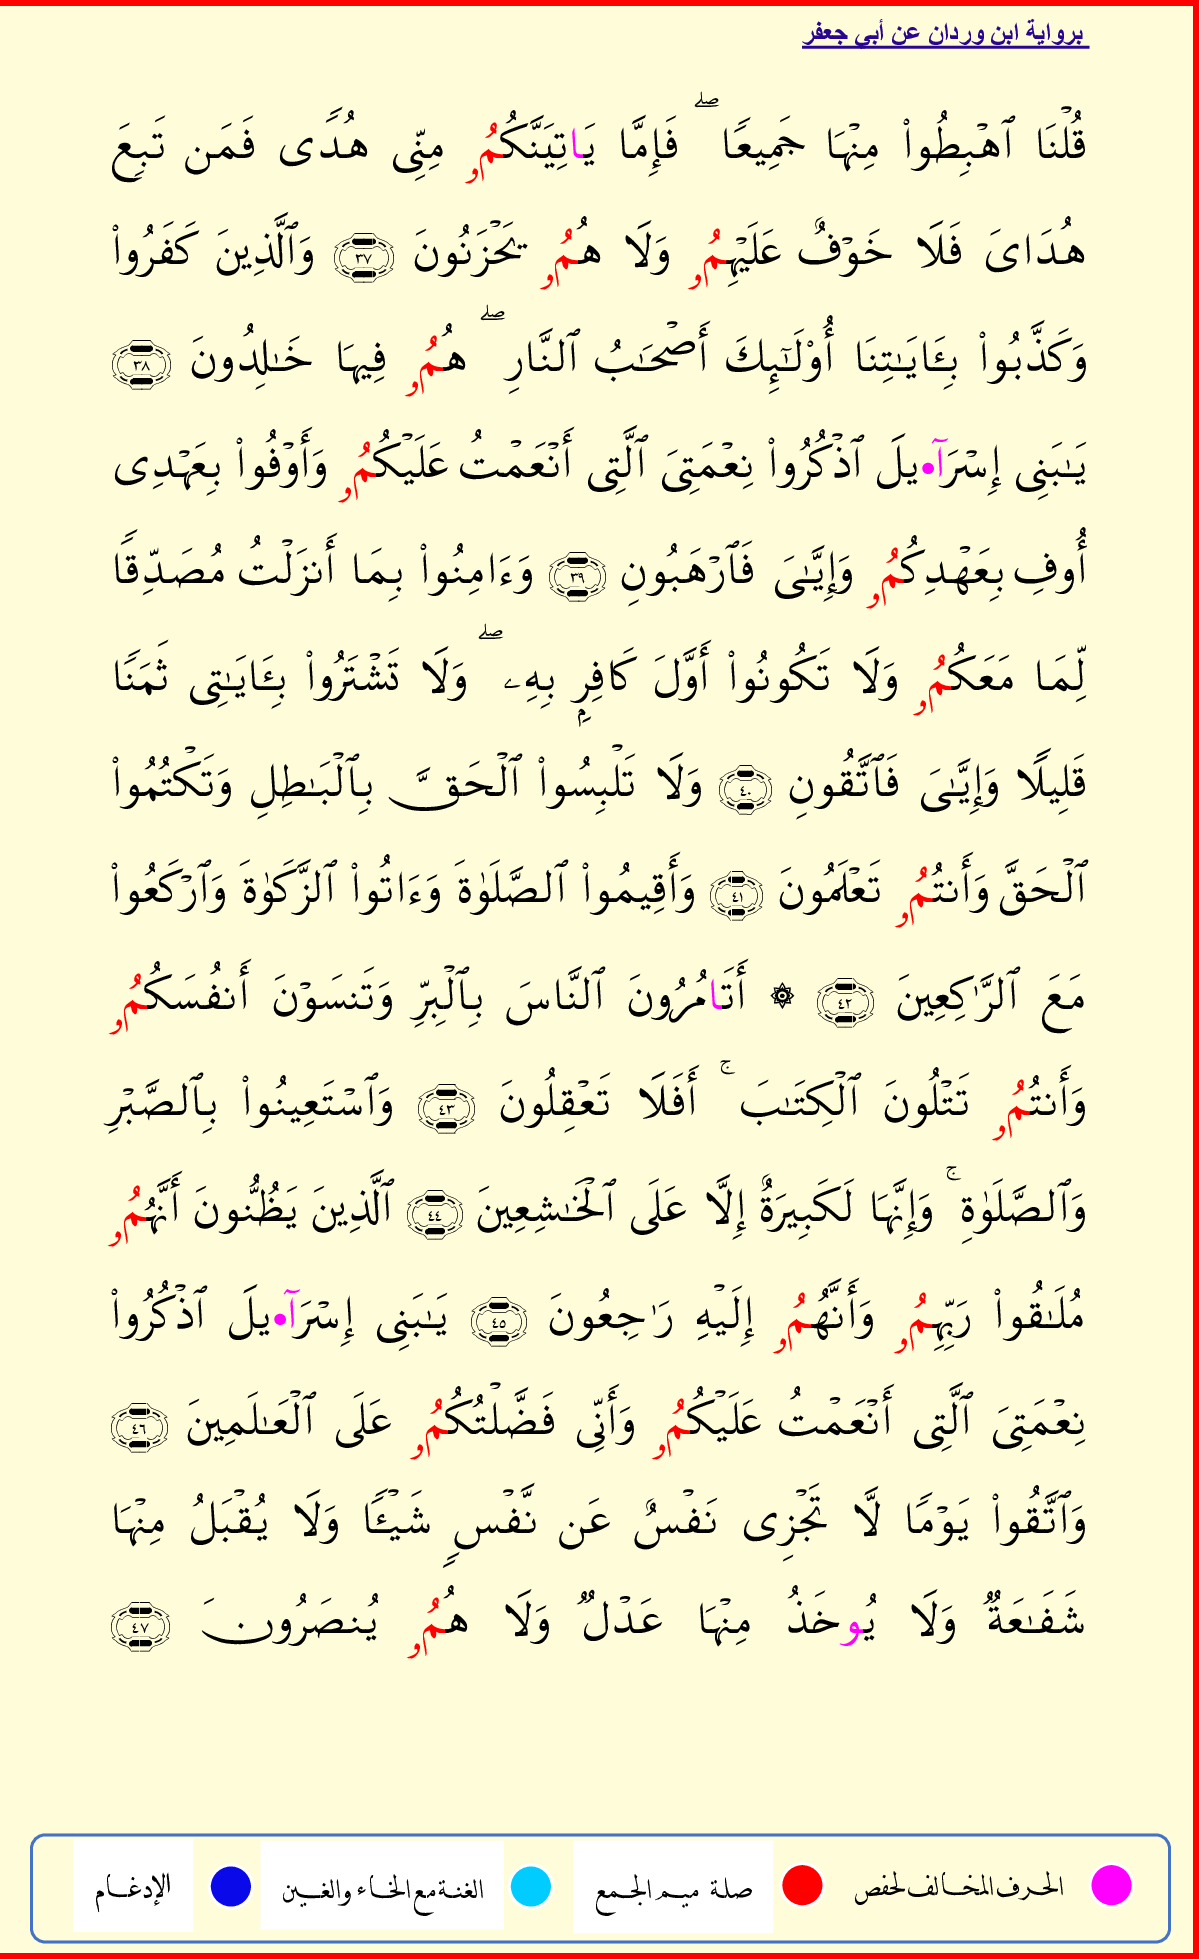 برواية ابن وردان عن أبي جعفر
قُلْنَا ٱهْبِطُوا۟ مِنْهَا جَمِيعًا ۖ فَإِمَّا يَاتِيَنَّكُمُۥ مِنِّى هُدًى فَمَن تَبِعَ
هُدَاىَ فَلَا خَوْفٌ عَلَيْهِمُۥ وَلَا هُمُۥ يَحْزَنُونَ ٣٧ وَٱلَّذِينَ كَفَرُوا۟
وَكَذَّبُوا۟ بِـَٔايَـٰتِنَا أُو۟لَـٰٓئِكَ أَصْحَـٰبُ ٱلنَّارِ ۖ هُمُۥ فِيهَا خَـٰلِدُونَ ٣٨
يَـٰبَنِى إِسْرَآ•يلَ ٱذْكُرُوا۟ نِعْمَتِىَ ٱلَّتِى أَنْعَمْتُ عَلَيْكُمُۥ وَأَوْفُوا۟ بِعَهْدِى
أُوفِ بِعَهْدِكُمُۥ وَإِيَّـٰىَ فَٱرْهَبُونِ ٣٩ وَءَامِنُوا۟ بِمَا أَنزَلْتُ مُصَدِّقًا
لِّمَا مَعَكُمُۥ وَلَا تَكُونُوا۟ أَوَّلَ كَافِرٍۭ بِهِۦ ۖ وَلَا تَشْتَرُوا۟ بِـَٔايَـٰتِى ثَمَنًا
قَلِيلًا وَإِيَّـٰىَ فَٱتَّقُونِ ٤٠ وَلَا تَلْبِسُوا۟ ٱلْحَقَّ بِٱلْبَـٰطِلِ وَتَكْتُمُوا۟
ٱلْحَقَّ وَأَنتُمُۥ تَعْلَمُونَ ٤١ وَأَقِيمُوا۟ ٱلصَّلَوٰةَ وَءَاتُوا۟ ٱلزَّكَوٰةَ وَٱرْكَعُوا۟
مَعَ ٱلرَّٰكِعِينَ ٤٢ ۞ أَتَامُرُونَ ٱلنَّاسَ بِٱلْبِرِّ وَتَنسَوْنَ أَنفُسَكُمُۥ
وَأَنتُمُۥ تَتْلُونَ ٱلْكِتَـٰبَ ۚ أَفَلَا تَعْقِلُونَ ٤٣ وَٱسْتَعِينُوا۟ بِٱلصَّبْرِ
وَٱلصَّلَوٰةِ ۚ وَإِنَّهَا لَكَبِيرَةٌ إِلَّا عَلَى ٱلْخَـٰشِعِينَ ٤٤ ٱلَّذِينَ يَظُنُّونَ أَنَّهُمُۥ
مُلَـٰقُوا۟ رَبِّهِمُۥ وَأَنَّهُمُۥ إِلَيْهِ رَٰجِعُونَ ٤٥ يَـٰبَنِى إِسْرَآ•يلَ ٱذْكُرُوا۟
نِعْمَتِىَ ٱلَّتِى أَنْعَمْتُ عَلَيْكُمُۥ وَأَنِّى فَضَّلْتُكُمُۥ عَلَى ٱلْعَـٰلَمِينَ ٤٦
وَٱتَّقُوا۟ يَوْمًا لَّا تَجْزِى نَفْسٌ عَن نَّفْسٍ شَيْـًٔا وَلَا يُقْبَلُ مِنْهَا
شَفَـٰعَةٌ وَلَا يُوخَذُ مِنْهَا عَدْلٌ وَلَا هُمُۥ يُنصَرُونَ ٤٧
الحرف المخالف لحفص صلة ميم الجمع الغنة مع الخاء والغين الإدغام